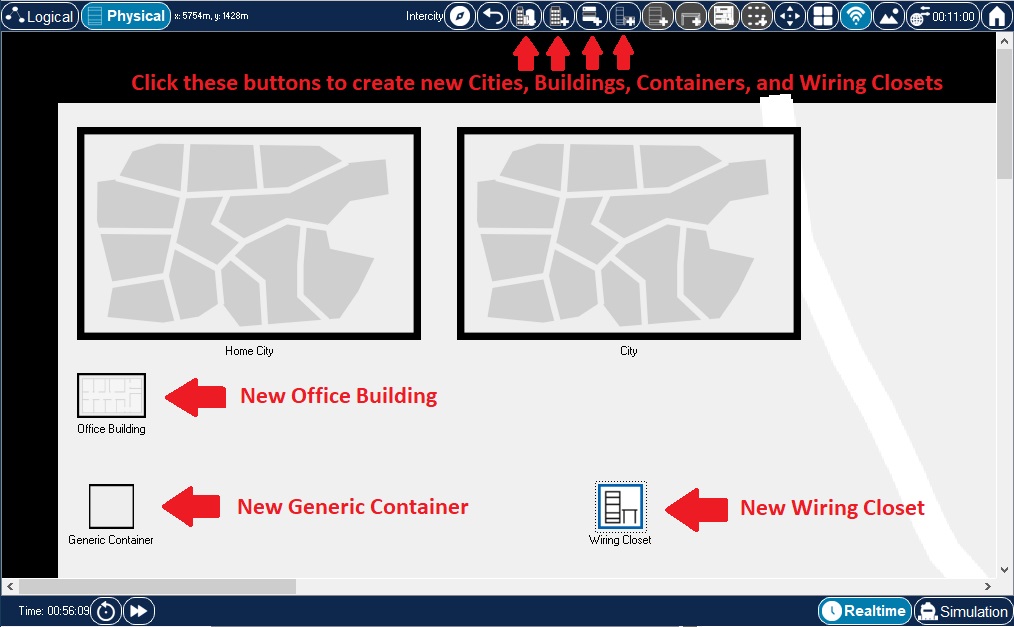 Logical
Physical
x: 5754m, y: 1428m
Intercity
00:11:00
Click these buttons to create new Cities, Buildings, Containers, and Wiring Closets
Home City
City
New Office Building
Office Building
New Generic Container
New Wiring Closet
Generic Container
Wiring Closet
Time: 00:56:09
Realtime
Simulation